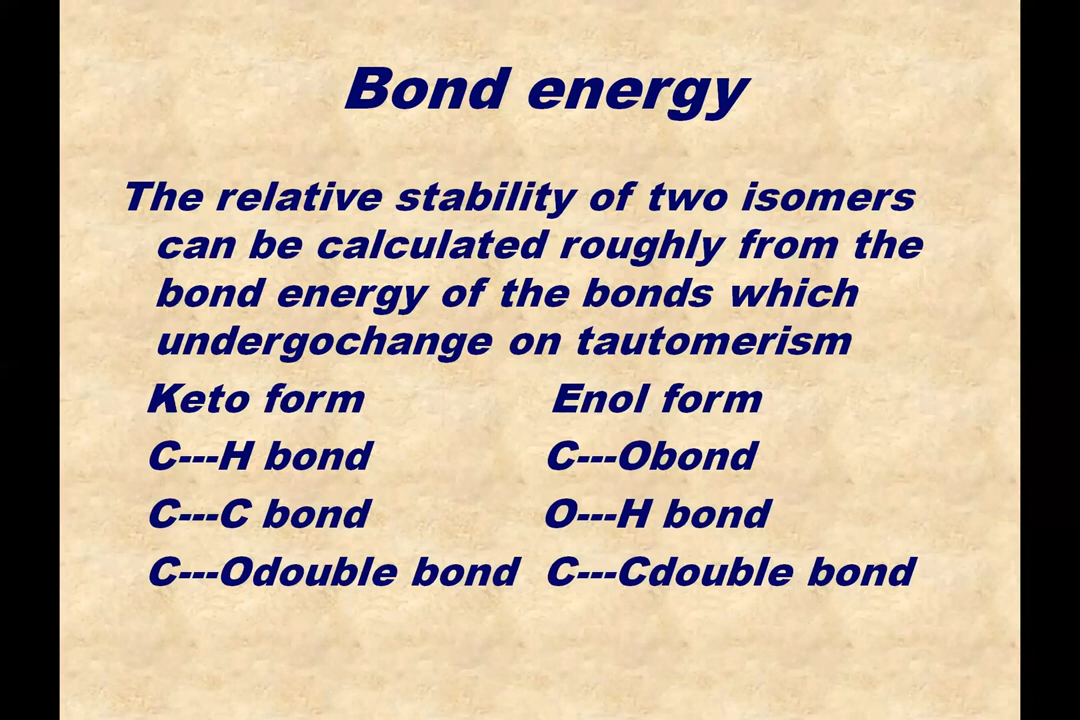 Bond energy
The relative stability of two isomers
can be calculated roughly from the
bond energy of the bonds which
undergochange on tautomerism
Keto form Enol form
C---H bond C---Obond
C---C bond O---H bond
C---Odouble bond C---Cdouble bond